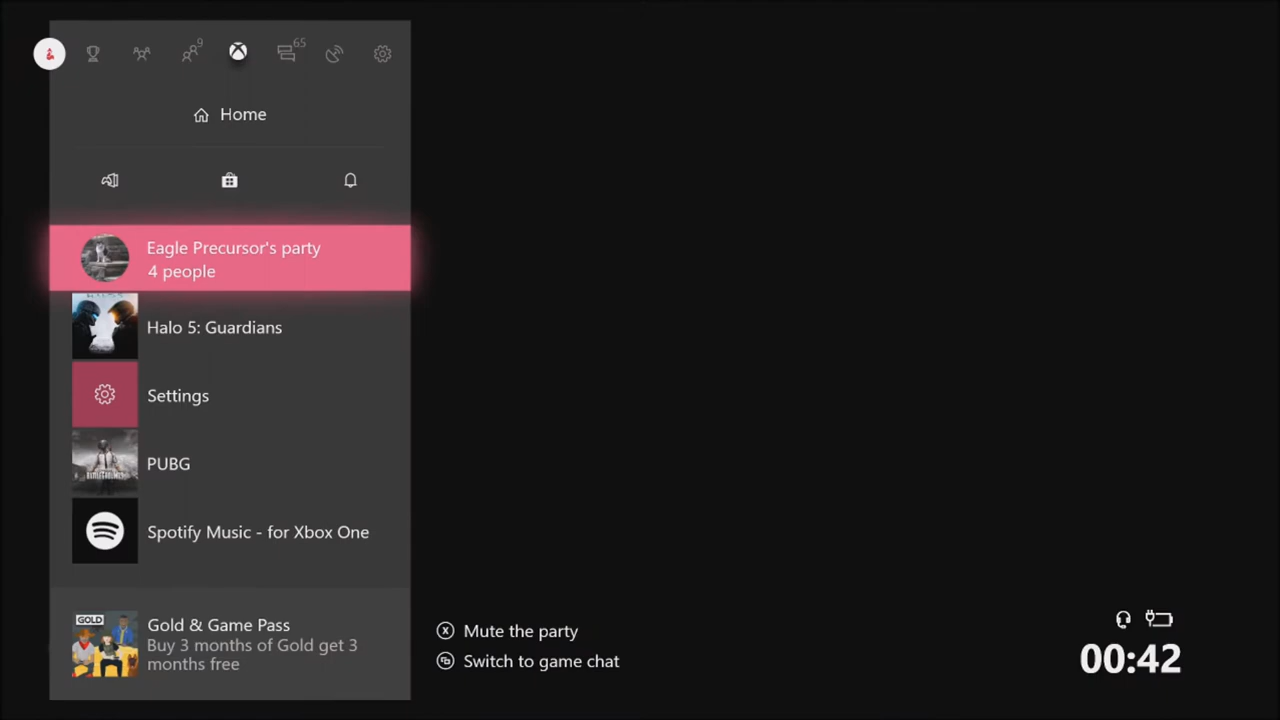 9
65
Home
Eagle Precursor's party
4 people
Halo 5: Guardians
Settings
PUBG
Spotify Music - for Xbox One
GOLD
Gold & Game Pass
Buy 3 months of Gold get 3
months free
X Mute the party
Switch to game chat
00:42